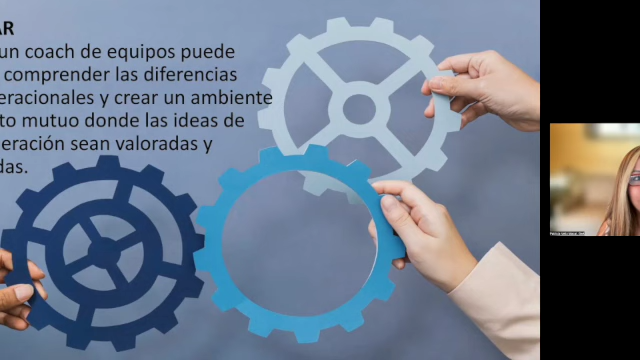 AR
un coach de equipos puede
comprender las diferencias
eracionales y crear un ambiente
to mutuo donde las ideas de
eración sean valoradas y
das.